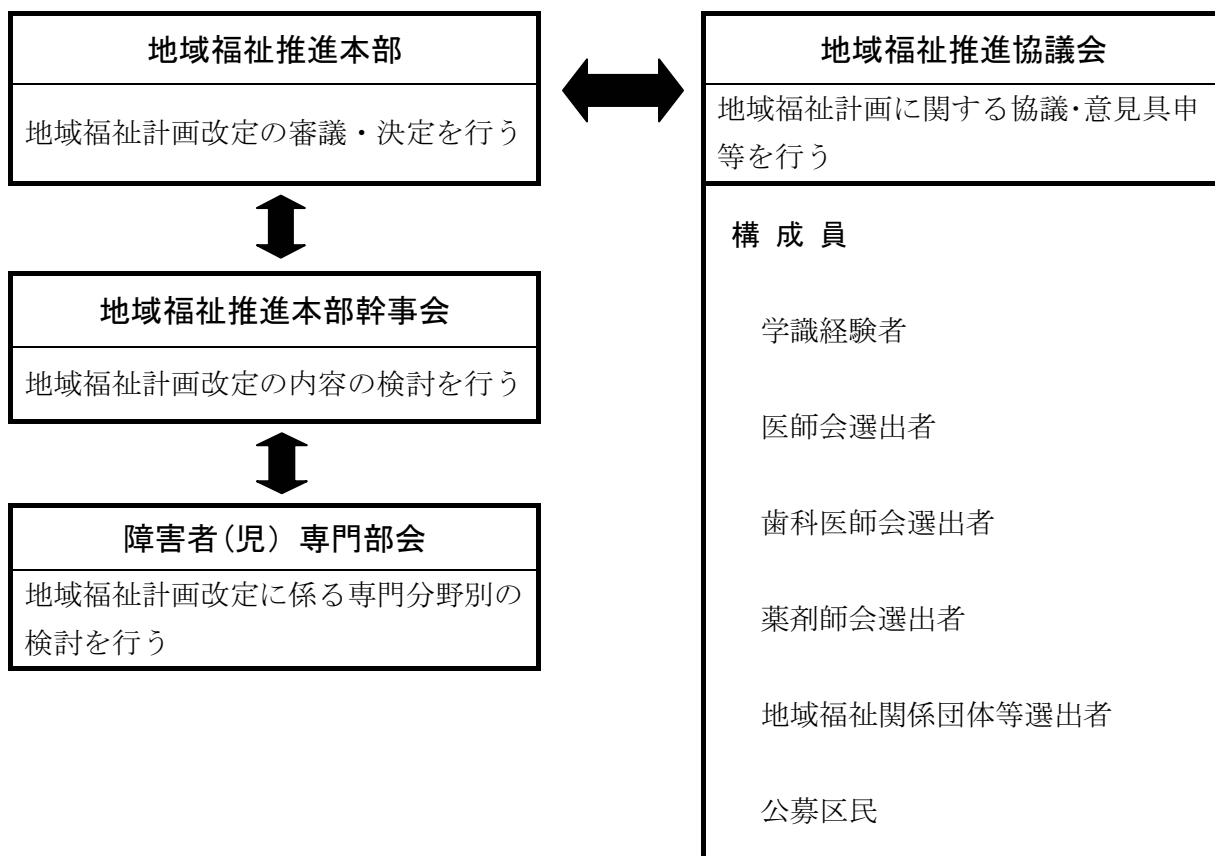 地域福祉推進本部
地域福祉計画改定の審議・決定を行う
地域福祉推進本部幹事会
地域福祉計画改定の内容の検討を行う
障害者(児) 専門部会
地域福祉計画改定に係る専門分野別の
検討を行う
地域福祉推進協議会
地域福祉計画に関する協議・意見具申
等を行う
構 成 員
学識経験者
医師会選出者
歯科医師会選出者
薬剤師会選出者
地域福祉関係団体等選出者
公募区民